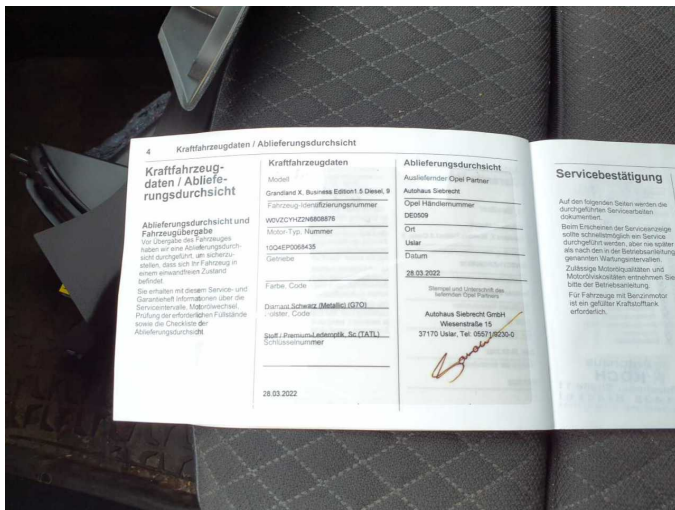 4 Kraftfahrzeugdaten / Ablieferungsdurchsicht
Kraftfahrzeug-
daten / Abliefe-
rungsdurchsicht
Ablieferungsdurchsicht und
Fahrzeugübergabe
Vor Übergabe des Fahrzeuges
haben wir eine Ablieferungsdurch-
sicht durchgeführt, um sicherzu-
stellen, dass sich Ihr Fahrzeug in
einem einwandfreien Zustand
befindet.
Sie erhalten mit diesem Service- und
Garantieheft Informationen über die
Serviceintervalle, Motorölwechsel,
Prüfung der erforderlichen Füllstände
sowie die Checkliste der
Ablieferungsdurchsicht.
Kraftfahrzeugdaten
Modell
Grandland X, Business Edition1.5 Diesel, 9
Fahrzeug-Identifizierungsnummer
W0VZCYHZ2N6808876
Motor-Typ, Nummer
10Q4EP0068435
Getriebe
Farbe, Code
Diamant Schwarz (Metallic) (G7O)
Polster, Code
Stoff / Premium-Lederoptik, Sc (TATL)
Schlüsselnummer
28.03.2022
Ablieferungsdurchsicht
Ausliefernder Opel Partner
Autohaus Siebrecht
Opel Händlernummer
DE0509
Ort
Uslar
Datum
28.03.2022
Stempel und Unterschrift des
liefernden Opel Partners
Autohaus Siebrecht GmbH
Wiesenstraße 15
37170 Uslar, Tel: 05571/9230-0
Servicebestätigung
Auf den folgenden Seiten werden die
durchgeführten Servicearbeiten
dokumentiert.
Beim Erscheinen der Serviceanzeige
sollte schnellstmöglich ein Service
durchgeführt werden, aber nie später
als nach den in der Betriebsanleitung
genannten Wartungsintervallen.
Zulässige Motorölqualitäten und
Motorölviskositäten entnehmen Sie
bitte der Betriebsanleitung.
Für Fahrzeuge mit Benzinmotor
ist ein gefüllter Kraftstofftank
erforderlich.